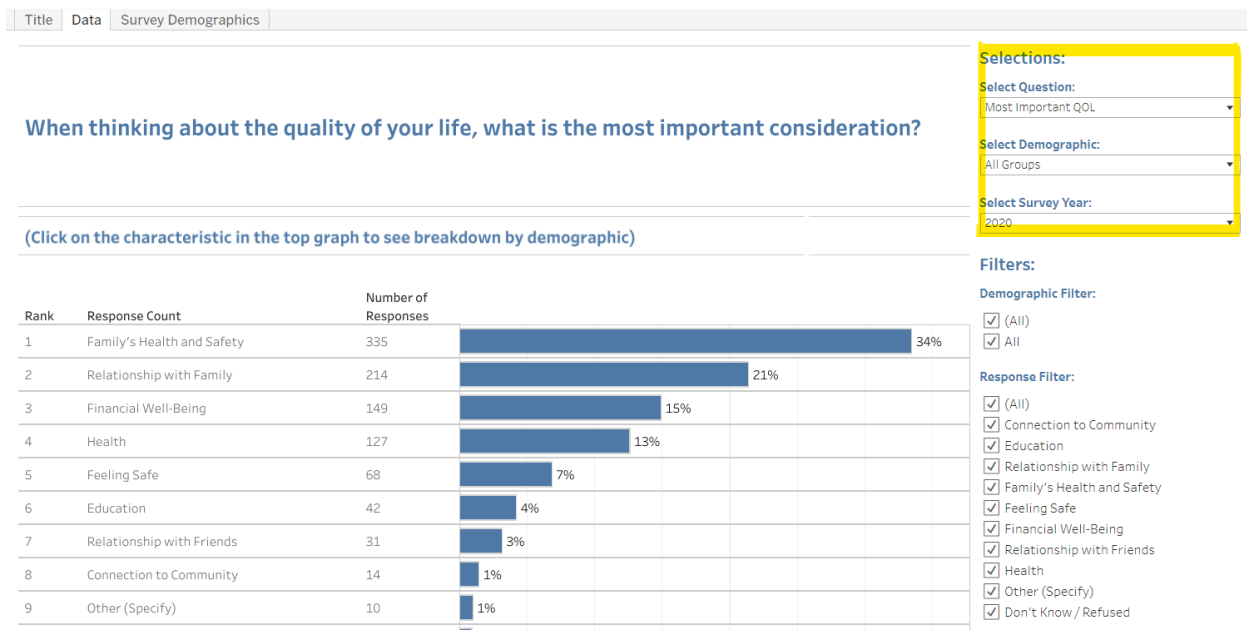 Title Data Survey Demographics
When thinking about the quality of your life, what is the most important consideration?
(Click on the characteristic in the top graph to see breakdown by demographic)
Number of
Rank Response Count Responses
1 Family's Health and Safety 335 34%
2 Relationship with Family 214 21%
3 Financial Well-Being 149 15%
4 Health 127 13%
5 Feeling Safe 68 7%
6 Education 42 4%
7 Relationship with Friends 31 3%
8 Connection to Community 14 1%
9 Other (Specify) 10 1%
Selections:
Select Question:
Most Important QOL
Select Demographic:
All Groups
Select Survey Year:
2020
Filters:
Demographic Filter:
(All)
All
Response Filter:
(All)
Connection to Community
Education
Relationship with Family
Family's Health and Safety
Feeling Safe
Financial Well-Being
Relationship with Friends
Health
Other (Specify)
Don't Know / Refused